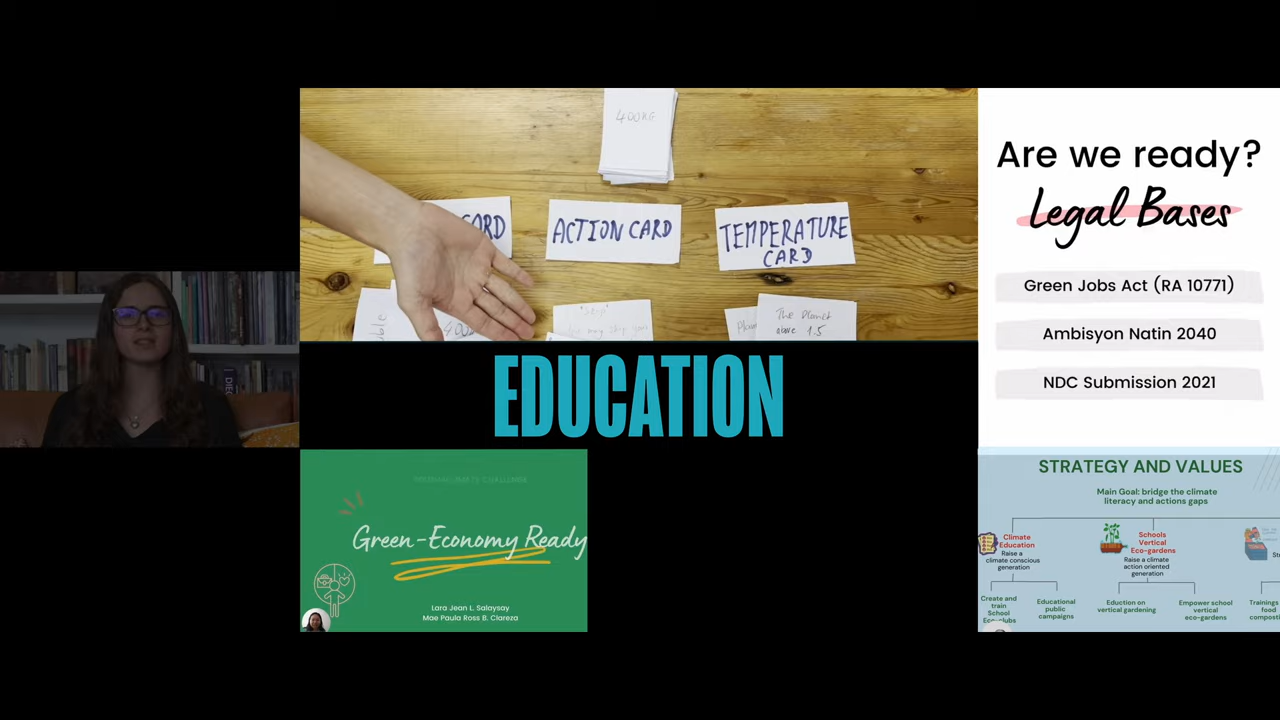 400KG
CARD
ACTION CARD
TEMPERATURE
CARD
The Planet
above 1.5
EDUCATION
Are we ready?
Legal Bases
Green Jobs Act (RA 10771)
Ambisyon Natin 2040
NDC Submission 2021
Green-Economy Ready
Lara Jean L. Salaysay
Mae Paula Ross B. Clareza
STRATEGY AND VALUES
Main Goal: bridge the climate
literacy and actions gaps
Climate
Education
Raise a
climate conscious
generation
Schools
Vertical
Eco-gardens
Raise a climate
action oriented
generation
Create and
train
School
Eco-clubs
Educational
public
campaigns
Eduction on
vertical gardening
Empower school
vertical
eco-gardens
Trainings
food